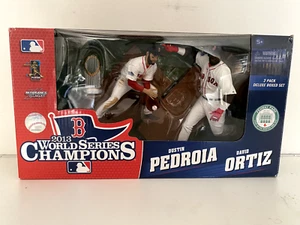 2 PACK
DELUXE BOXED SET
B
2013
WORLD SERIES
CHAMPIONS
DUSTIN
PEDROIA
DAVID
ORTIZ